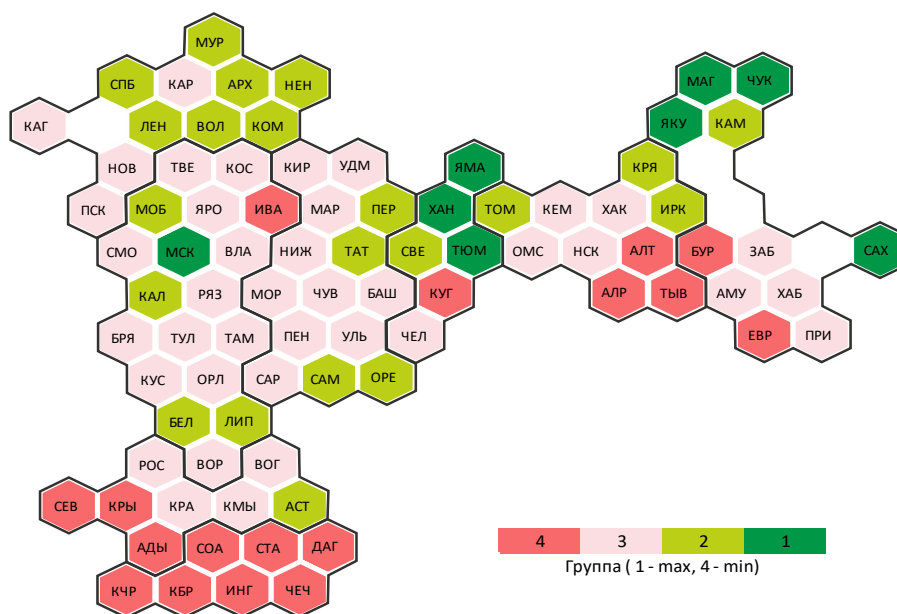 МУР
СПБ КАР АРХ НЕН МАГ ЧУК
КАГ ЛЕН ВОЛ КОМ ЯКУ КАМ
НОВ ТВЕ КОС КИР УДМ ЯМА КРЯ
ПСК МОБ ЯРО ИВА МАР ПЕР ХАН ТОМ КЕМ ХАК ИРК
СМО МСК ВЛА НИЖ ТАТ СВЕ ТЮМ ОМС НСК АЛТ БУР ЗАБ САХ
КАЛ РЯЗ МОР ЧУВ БАШ КУГ АЛР ТЫВ АМУ ХАБ
БРЯ ТУЛ ТАМ ПЕН УЛЬ ЧЕЛ ЕВР ПРИ
КУС ОРЛ САР САМ ОРЕ
БЕЛ ЛИП
РОС ВОР ВОГ
СЕВ КРЫ КРА КМЫ АСТ
АДЫ СОА СТА ДАГ
КЧР КБР ИНГ ЧЕЧ
4 3 2 1
Группа ( 1 - max, 4 - min)